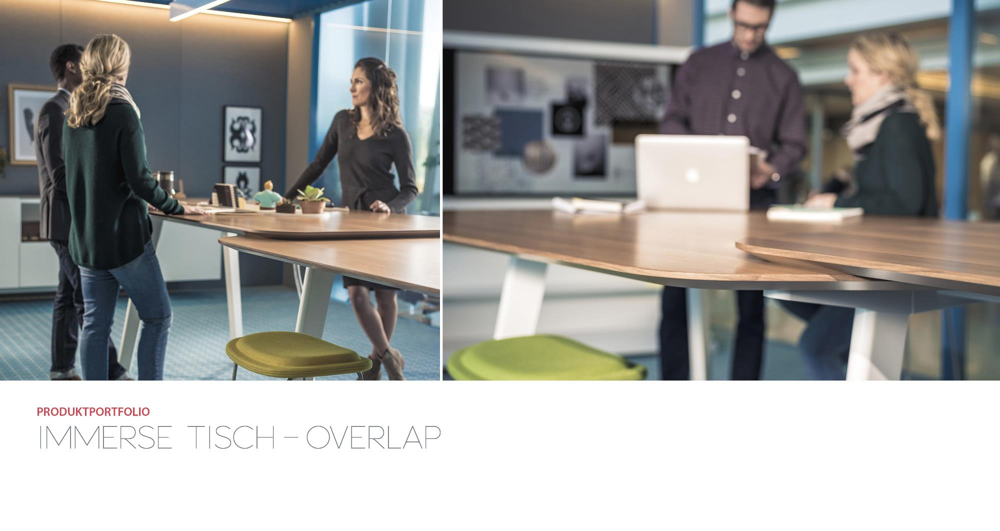 PRODUKTPORTFOLIO
IMMERSE TISCH – OVERLAP